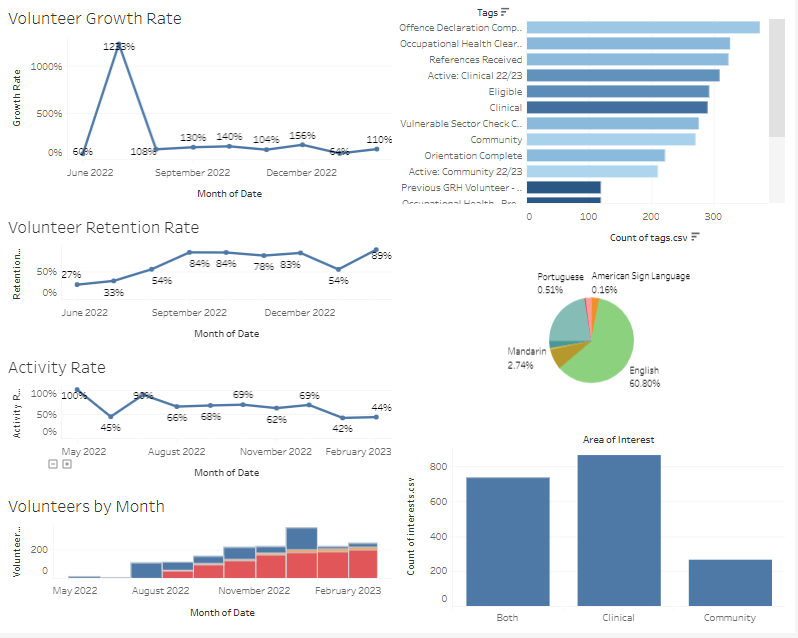 Volunteer Growth Rate
Growth Rate
1000%
500%
0%
60%
1233%
108%
130%
140%
104%
156%
64%
110%
June 2022
September 2022
December 2022
Month of Date
Volunteer Retention Rate
Retention..
50%
0%
27%
33%
54%
84%
84%
78%
83%
54%
89%
June 2022
September 2022
December 2022
Month of Date
Activity Rate
Activity R..
100%
50%
0%
100%
45%
66%
68%
69%
62%
69%
42%
44%
May 2022
August 2022
November 2022
February 2023
Month of Date
Volunteers by Month
Volunteer..
200
0
May 2022
August 2022
November 2022
February 2023
Month of Date
Tags
Offence Declaration Comp..
Occupational Health Clear..
References Received
Active: Clinical 22/23
Eligible
Clinical
Vulnerable Sector Check C..
Community
Orientation Complete
Active: Community 22/23
Previous GRH Volunteer - ..
Occupational Health - Pro..
0
100
200
300
Count of tags.csv
Portuguese
0.51%
American Sign Language
0.16%
Mandarin
2.74%
English
60.80%
Area of Interest
Count of interests.csv
800
600
400
200
0
Both
Clinical
Community